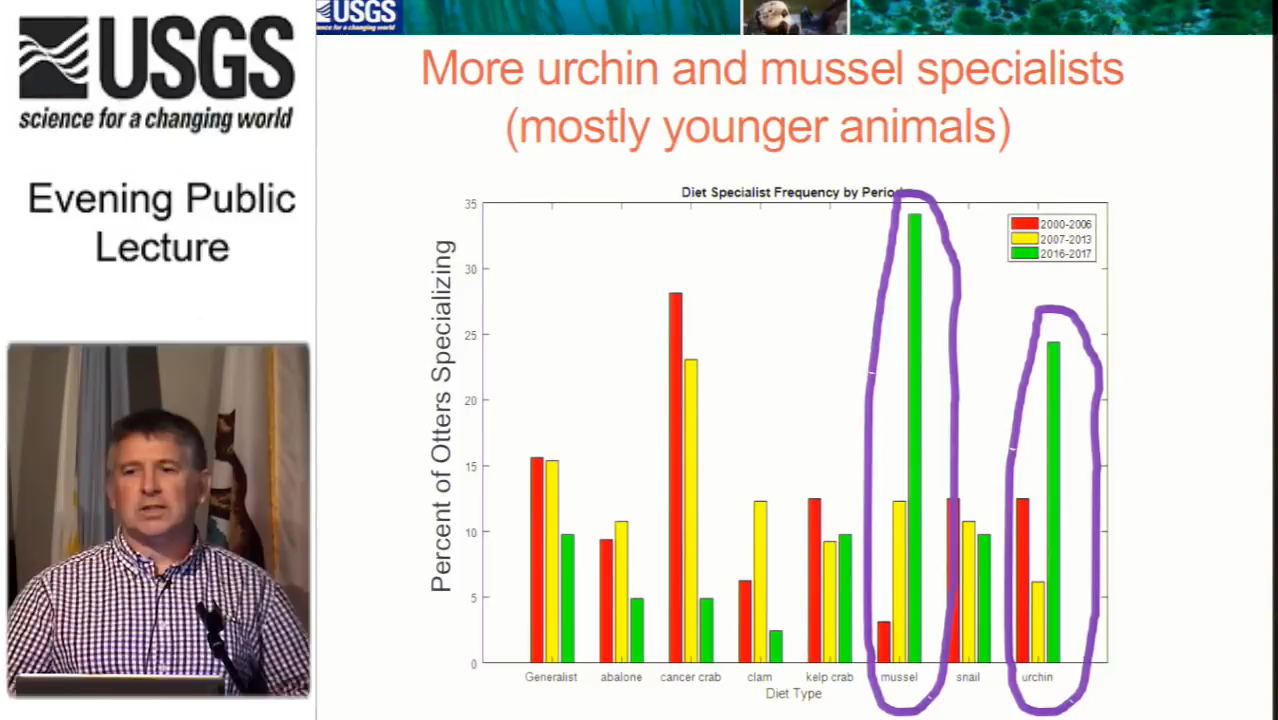 USGS
science for a changing world
Evening Public
Lecture
USGS
science for a changing world
More urchin and mussel specialists
(mostly younger animals)
Diet Specialist Frequency by Period
2000-2006
2007-2013
2016-2017
Percent of Otters Specializing
35
30
25
20
15
10
5
0
Generalist abalone cancer crab clam kelp crab mussel snail urchin
Diet Type